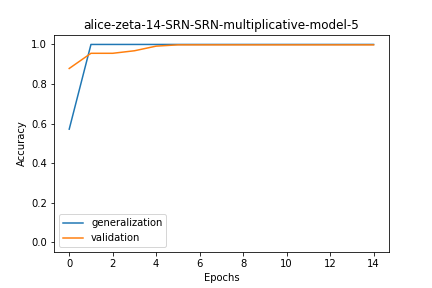 alice-zeta-14-SRN-SRN-multiplicative-model-5
1.0
0.8
0.6
0.4
0.2
0.0
Accuracy
generalization
validation
0 2 4 6 8 10 12 14
Epochs